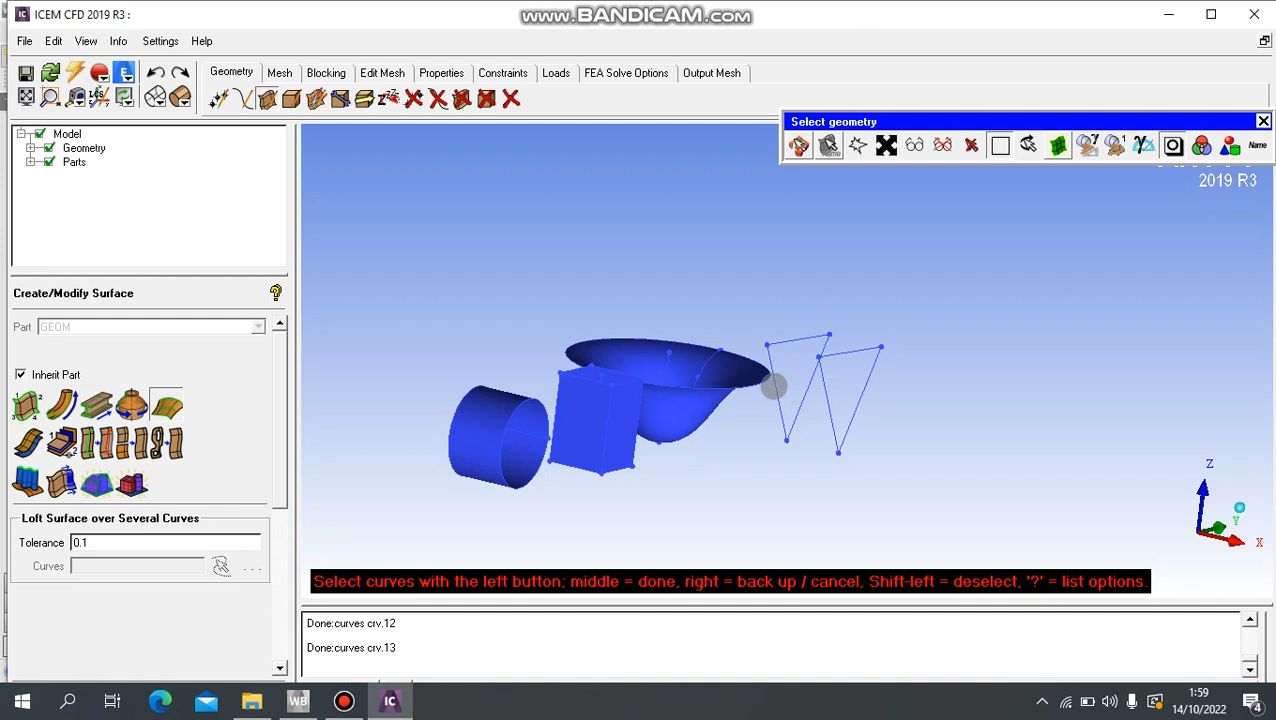 ICEM CFD 2019 R3 :
www.BANDICAM.com
File Edit View Info Settings Help
Geometry Mesh Blocking Edit Mesh Properties Constraints Loads FEA Solve Options Output Mesh
Select geometry
Name
2019 R3
Model
Geometry
Parts
Create/Modify Surface
Part GEOM
Inherit Part
Loft Surface over Several Curves
Tolerance 0.1
Curves
Z
Y
X
Select curves with the left button; middle = done, right = back up / cancel, Shift-left = deselect, '?' = list options.
Done:curves crv.12
Done:curves crv.13
WB
IC
1:59
14/10/2022
4